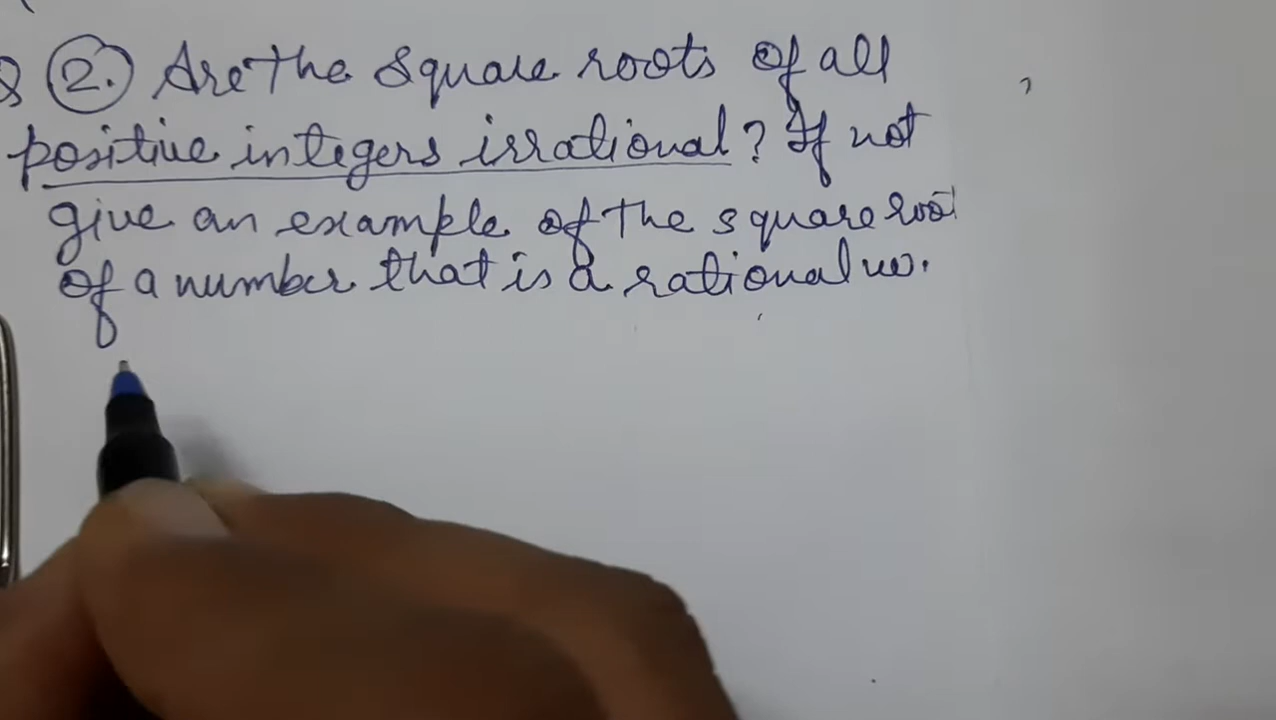 Q 2. Are the square roots of all
positive integers irrational? If not
give an example of the square root
of a number that is a rational no.